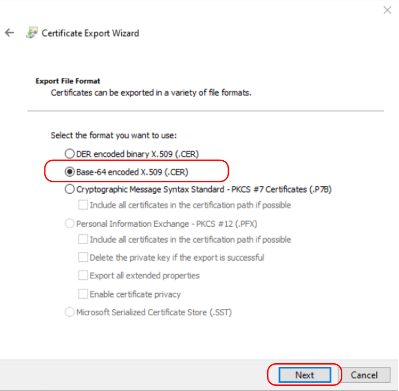 Certificate Export Wizard
Export File Format
Certificates can be exported in a variety of file formats.
Select the format you want to use:
DER encoded binary X.509 (.CER)
Base-64 encoded X.509 (.CER)
Cryptographic Message Syntax Standard - PKCS #7 Certificates (.P7B)
Include all certificates in the certification path if possible
Personal Information Exchange - PKCS #12 (.PFX)
Include all certificates in the certification path if possible
Delete the private key if the export is successful
Export all extended properties
Enable certificate privacy
Microsoft Serialized Certificate Store (.SST)
Next Cancel